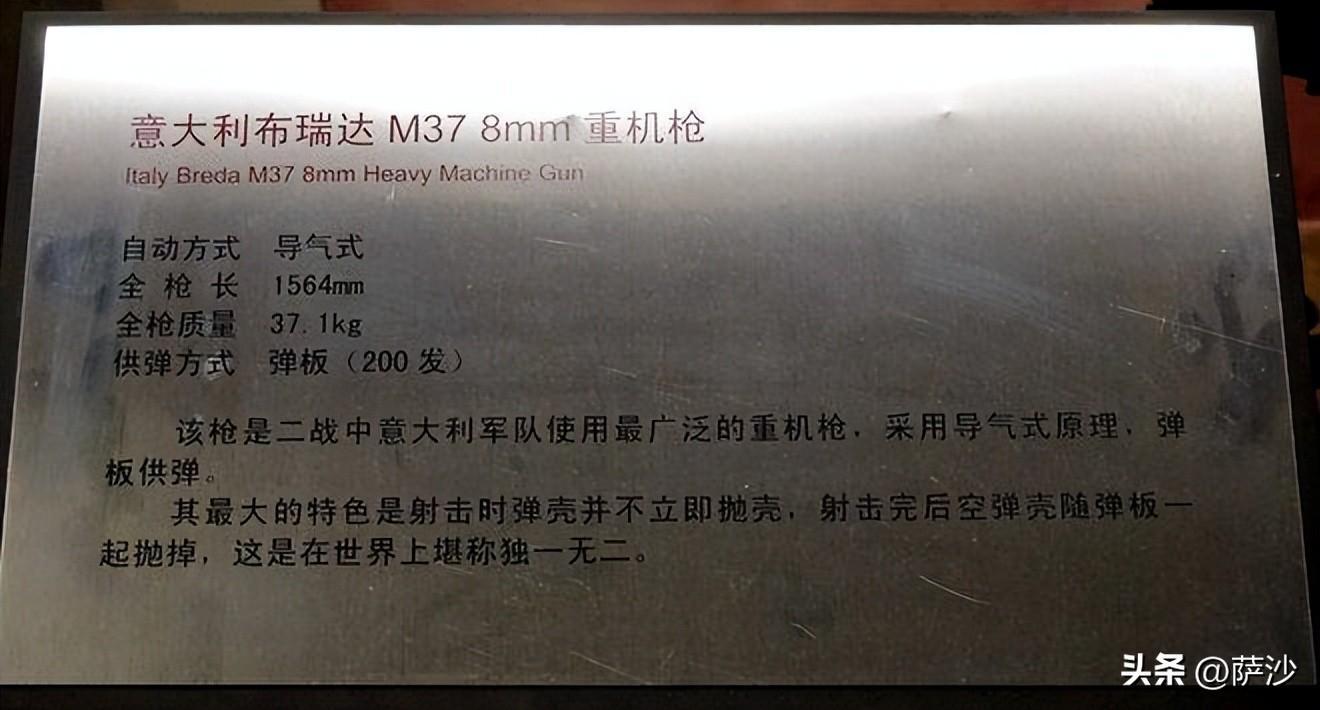 意大利布瑞达 M37 8mm 重机枪
Italy Breda M37 8mm Heavy Machine Gun
自动方式 导气式
全 枪 长 1564mm
全枪质量 37.1kg
供弹方式 弹板（200 发）
该枪是二战中意大利军队使用最广泛的重机枪，采用导气式原理，弹
板供弹。
其最大的特色是射击时弹壳并不立即抛壳，射击完后空弹壳随弹板一
起抛掉，这是在世界上堪称独一无二。
头条 @萨沙